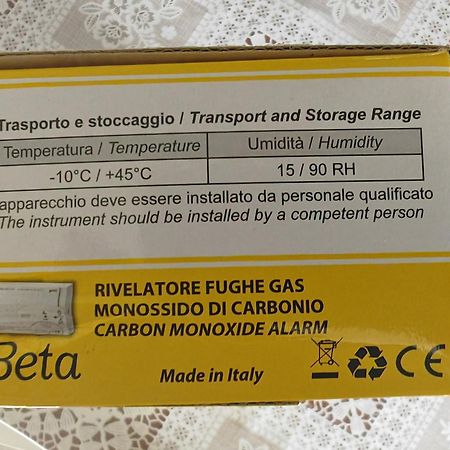 Trasporto e stoccaggio / Transport and Storage Range
Temperatura / Temperature Umidità / Humidity
-10°C / +45°C 15 / 90 RH
apparecchio deve essere installato da personale qualificato
The instrument should be installed by a competent person
RIVELATORE FUGHE GAS
MONOSSIDO DI CARBONIO
CARBON MONOXIDE ALARM
Beta Made in Italy CE